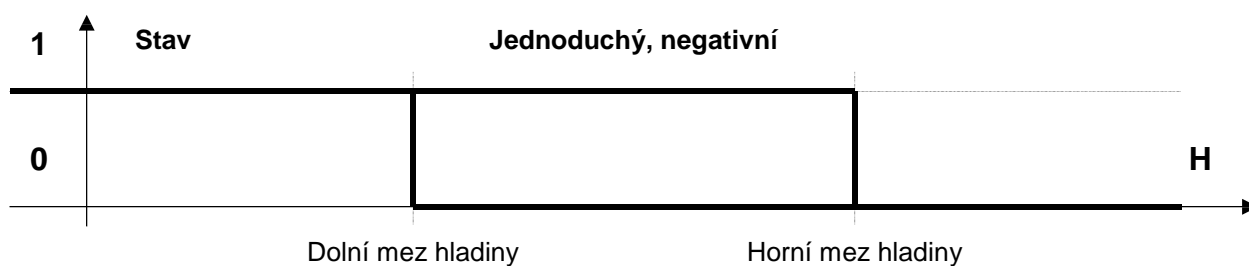 1 Stav Jednoduchý, negativní
0 H
Dolní mez hladiny Horní mez hladiny